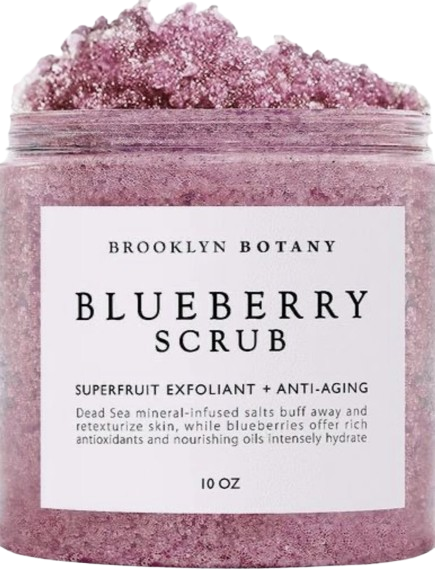 BROOKLYN BOTANY
BLUEBERRY
SCRUB
SUPERFRUIT EXFOLIANT + ANTI-AGING
Dead Sea mineral-infused salts buff away and
retexturize skin, while blueberries offer rich
antioxidants and nourishing oils intensely hydrate
10 OZ